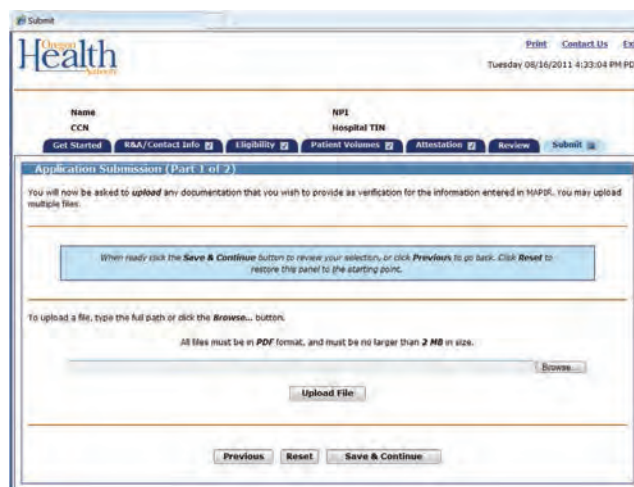 Submit
Oregon
Health
Print Contact Us Ex
Tuesday 08/16/2011 4:33:04 PM PD
Name NPI
CCN Hospital TIN
Get Started R&A/Contact Info Eligibility Patient Volumes Attestation Review Submit
Application Submission (Part 1 of 2)
You will now be asked to upload any documentation that you wish to provide as verification for the information entered in MAPIR. You may upload
multiple files.
When ready click the Save & Continue button to review your selection, or click Previous to go back. Click Reset to
restore this panel to the starting point.
To upload a file, type the full path or click the Browse... button.
All files must be in PDF format, and must be no larger than 2 MB in size.
Browse...
Upload File
Previous Reset Save & Continue